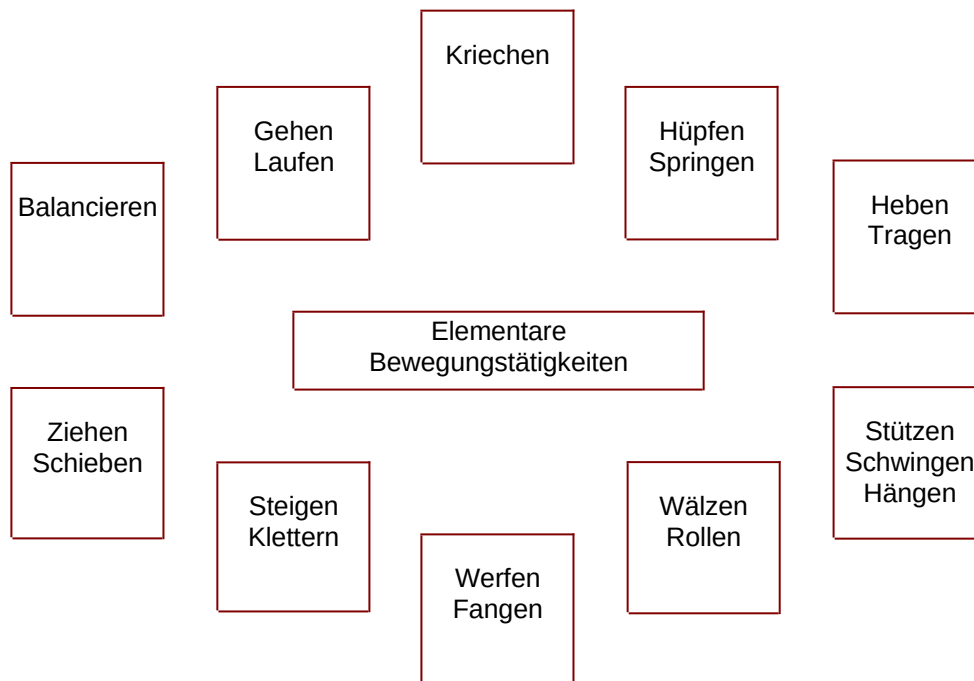 Kriechen
Gehen
Laufen
Hüpfen
Springen
Balancieren
Heben
Tragen
Elementare
Bewegungstätigkeiten
Ziehen
Schieben
Stützen
Schwingen
Hängen
Steigen
Klettern
Wälzen
Rollen
Werfen
Fangen